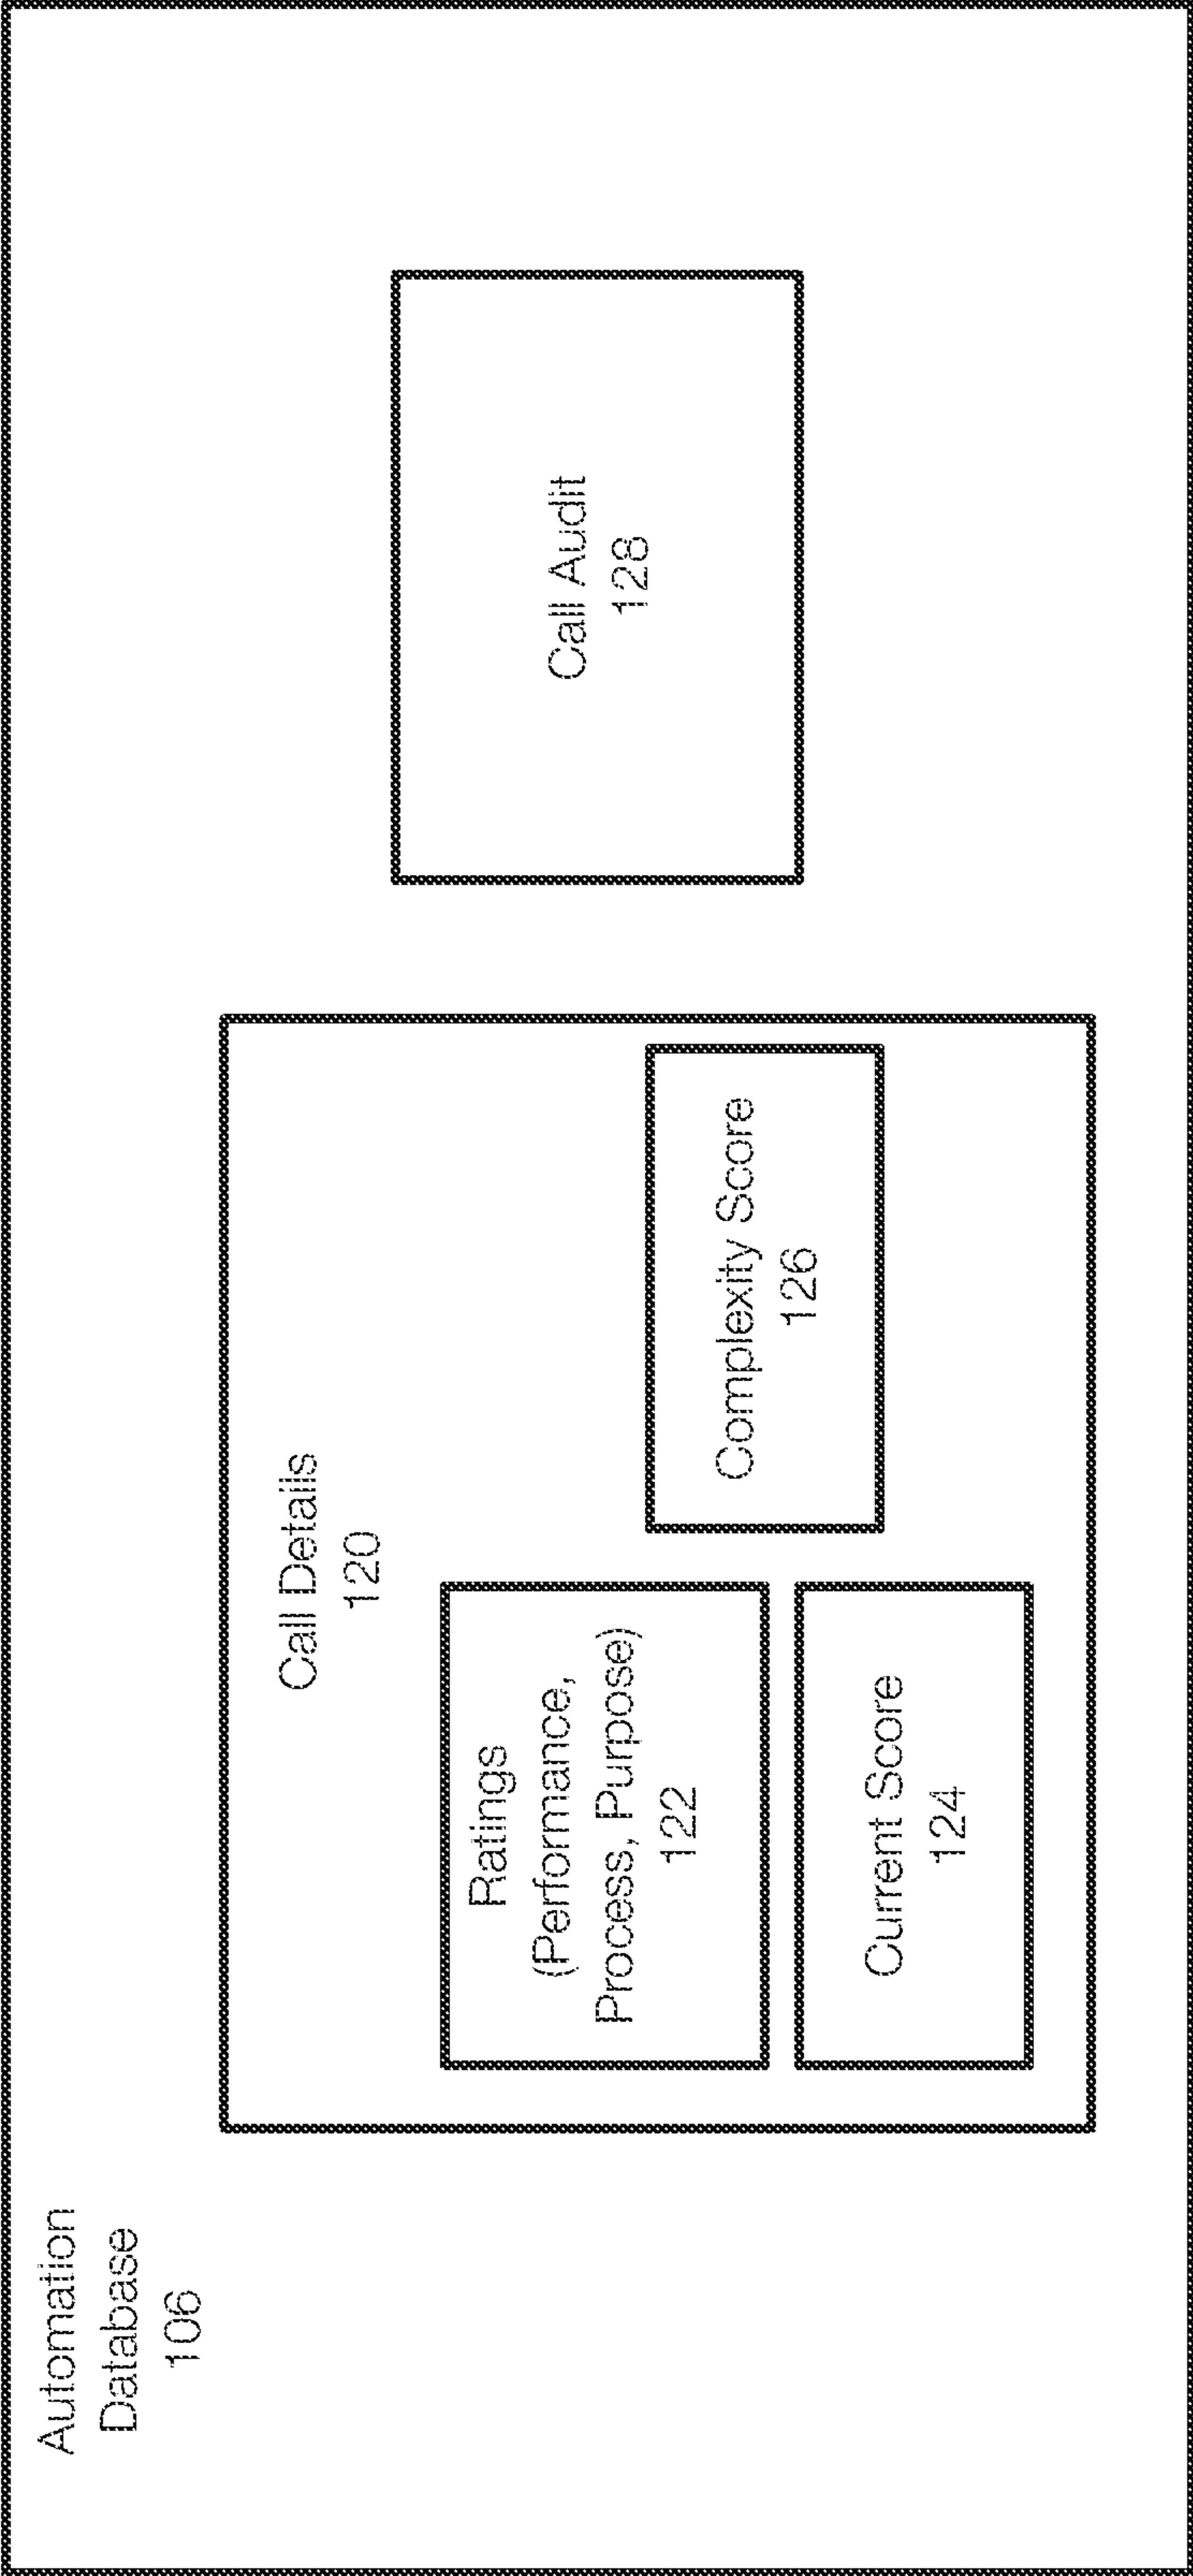 Automation
Database
106
Call Details
120
Ratings
(Performance,
Process, Purpose)
122
Current Score
124
Complexity Score
126
Call Audit
128